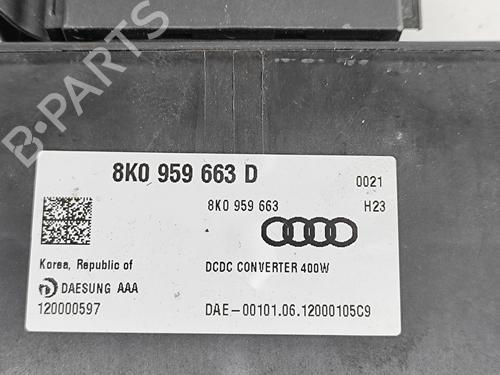 B-PARTS
8K0 959 663 D
0021
8K0 959 663
H23
Korea, Republic of
DCDC CONVERTER 400W
DAESUNG AAA
120000597
DAE-00101.06.12000105C9